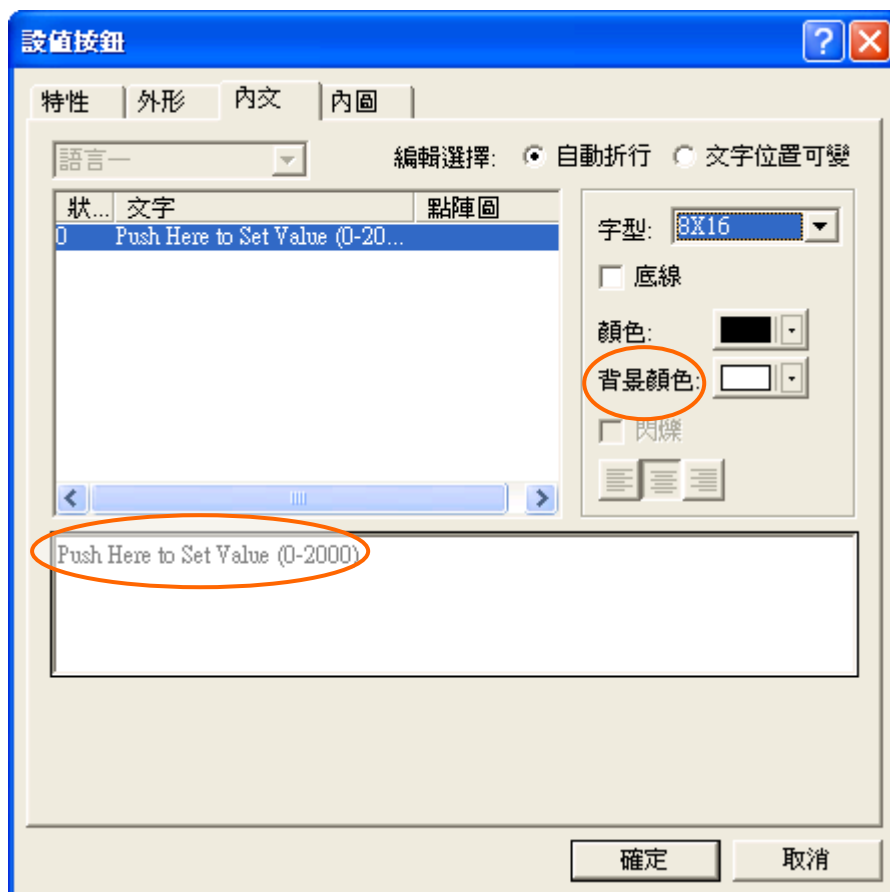 設值按鈕
特性 外形 內文 內圖
語言一 編輯選擇: 自動折行 文字位置可變
狀... 文字 點陣圖
0 Push Here to Set Value (0-20...
字型: 8X16
底線
顏色:
背景顏色:
閃爍
Push Here to Set Value (0-2000)
確定 取消